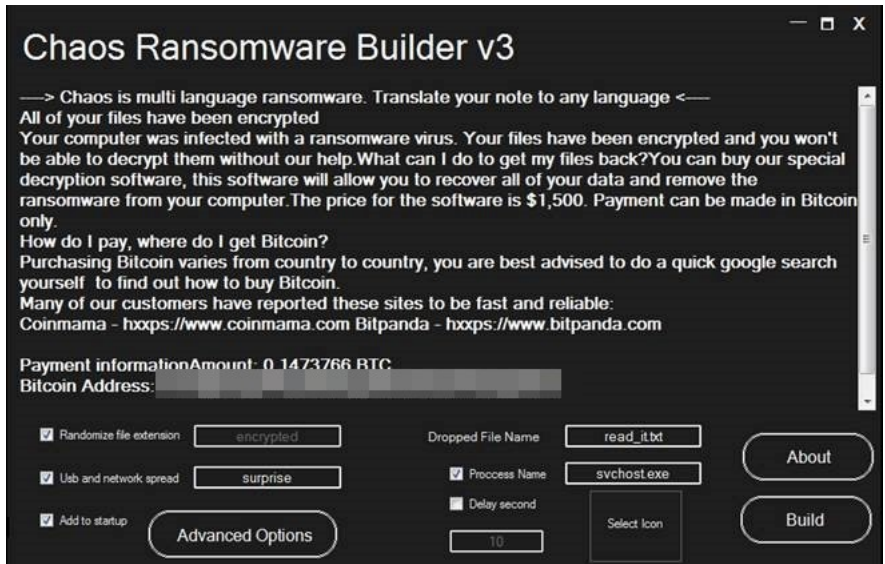 Chaos Ransomware Builder v3
—-> Chaos is multi language ransomware. Translate your note to any language <—-
All of your files have been encrypted
Your computer was infected with a ransomware virus. Your files have been encrypted and you won't
be able to decrypt them without our help.What can I do to get my files back?You can buy our special
decryption software, this software will allow you to recover all of your data and remove the
ransomware from your computer.The price for the software is $1,500. Payment can be made in Bitcoin
only.
How do I pay, where do I get Bitcoin?
Purchasing Bitcoin varies from country to country, you are best advised to do a quick google search
yourself  to find out how to buy Bitcoin.
Many of our customers have reported these sites to be fast and reliable:
Coinmama - hxxps://www.coinmama.com Bitpanda - hxxps://www.bitpanda.com
Payment informationAmount: 0.1473766 BTC
Bitcoin Address:
Randomize file extension encrypted
Dropped File Name read_it.txt
Usb and network spread surprise
Proccess Name svchost.exe
About
Add to startup
Advanced Options
Delay second
10
Select Icon
Build